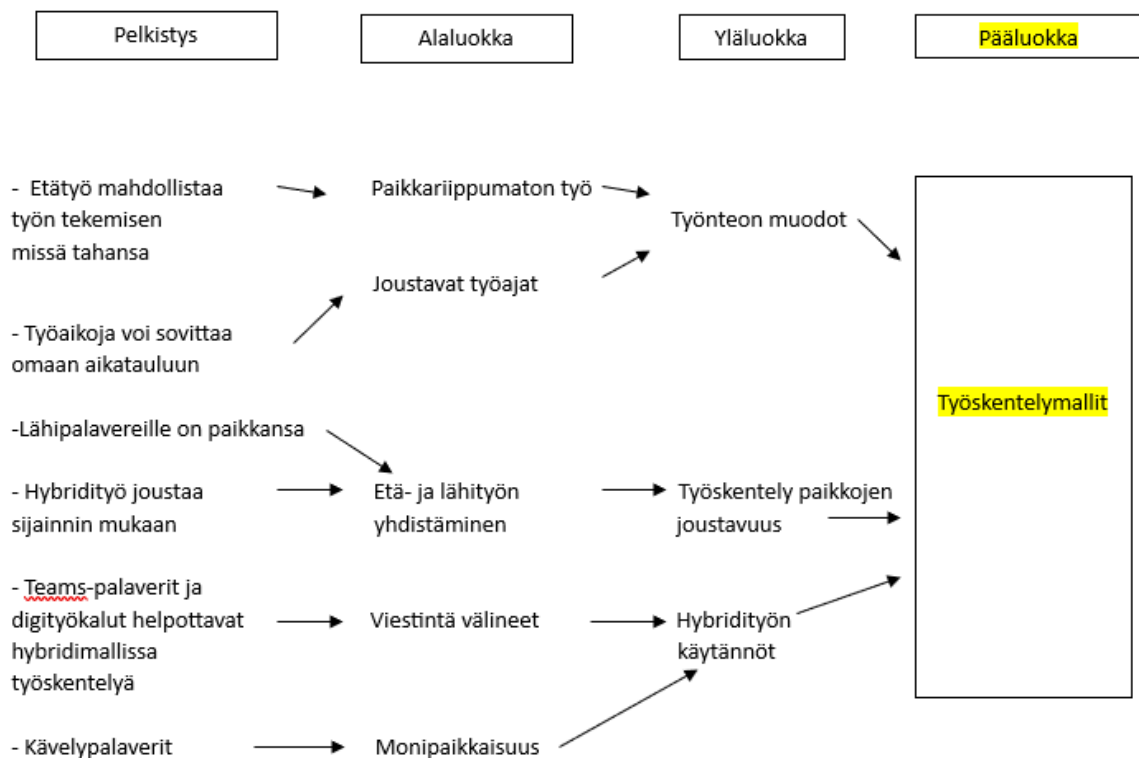 Pelkistys
Alaluokka
Yläluokka
Pääluokka
- Etätyö mahdollistaa
työn tekemisen
missä tahansa
Paikkariippumaton työ
Työnteon muodot
Joustavat työajat
- Työaikoja voi sovittaa
omaan aikatauluun
Työskentelymallit
-Lähipalavereille on paikkansa
- Hybridityö joustaa
sijainnin mukaan
Etä- ja lähityön
yhdistäminen
Työskentely paikkojen
joustavuus
- Teams-palaverit ja
digityökalut helpottavat
hybridimallissa
työskentelyä
Viestintä välineet
Hybridityön
käytännöt
- Kävelypalaverit
Monipaikkaisuus